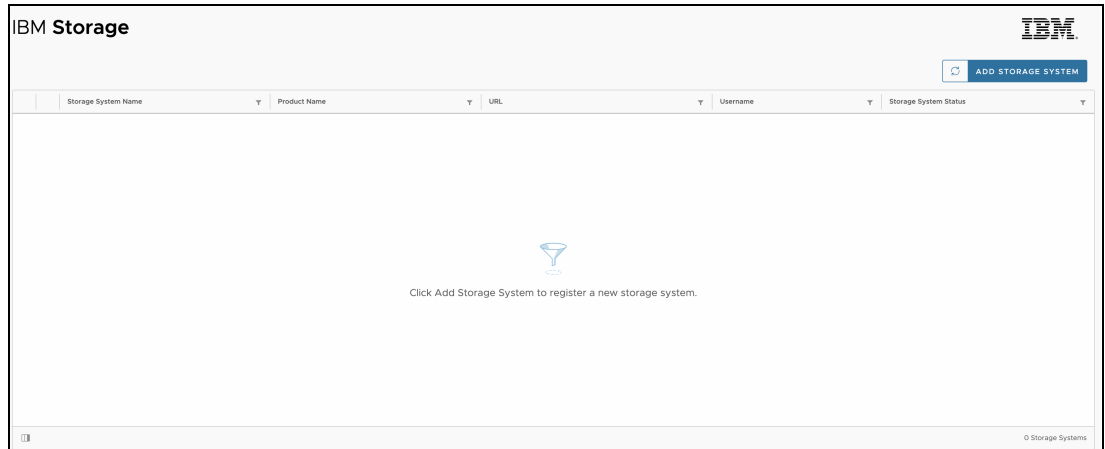 IBM Storage
IBM
ADD STORAGE SYSTEM
Storage System Name
Product Name
URL
Username
Storage System Status
Click Add Storage System to register a new storage system.
0 Storage Systems